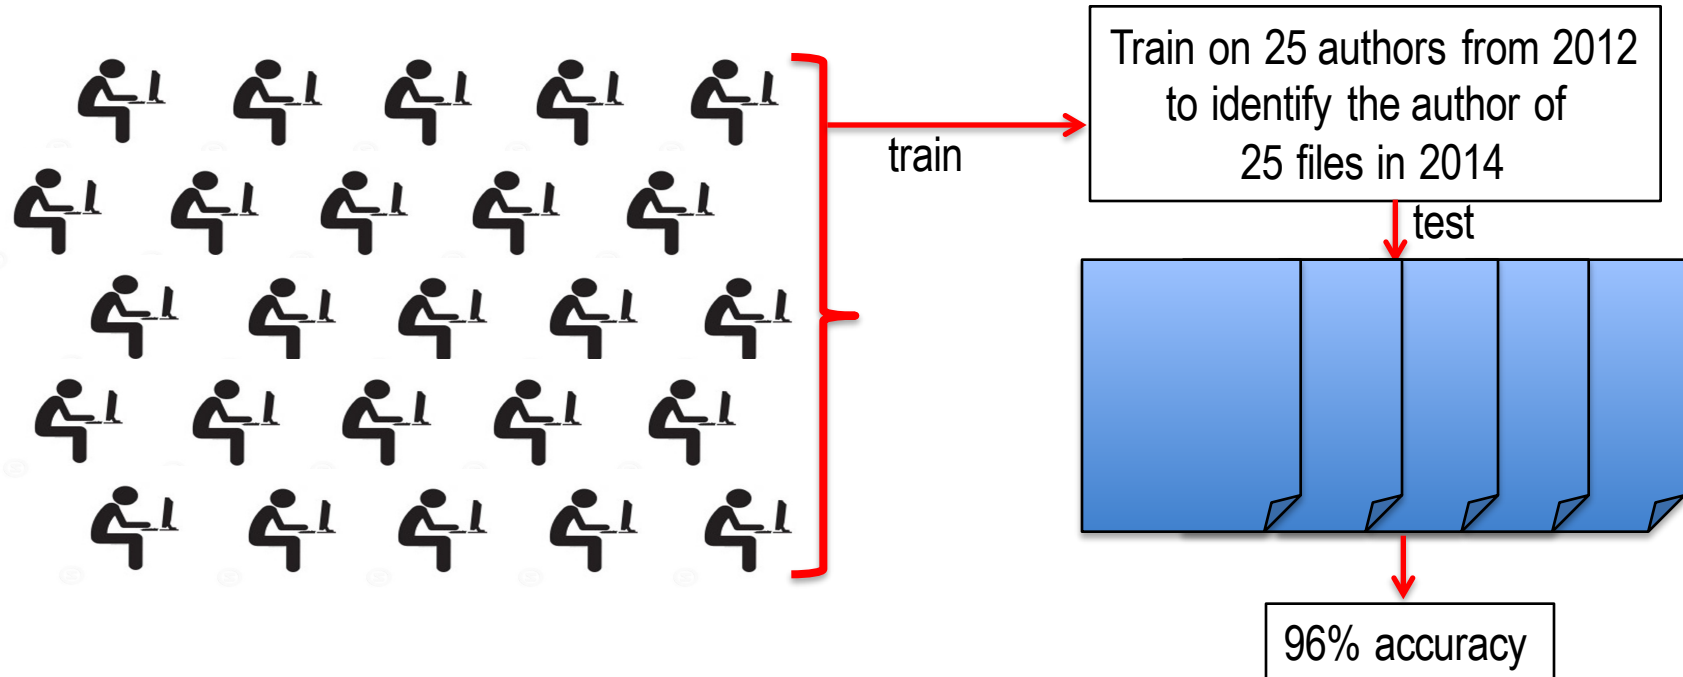 Train on 25 authors from 2012
to identify the author of
25 files in 2014
train
test
96% accuracy